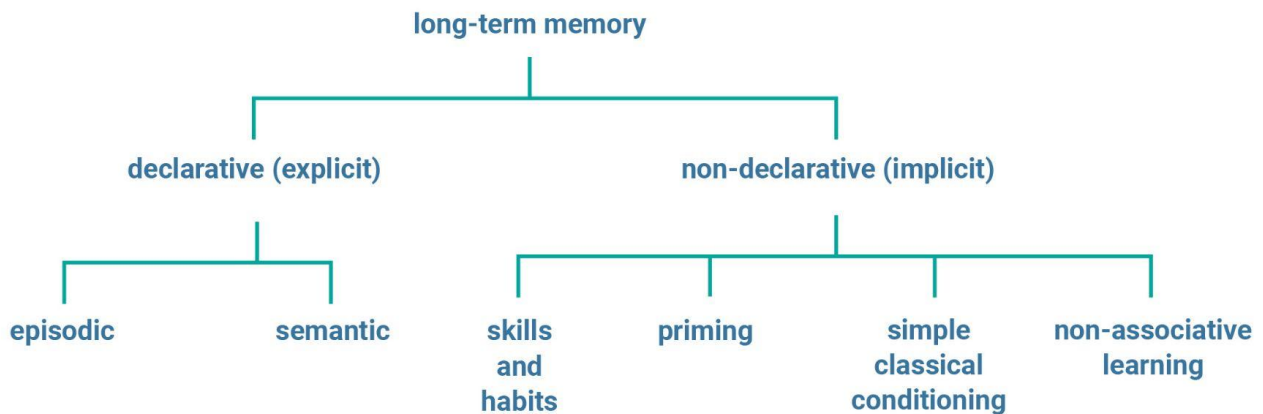 long-term memory
declarative (explicit)
non-declarative (implicit)
episodic
semantic
skills
and
habits
priming
simple
classical
conditioning
non-associative
learning